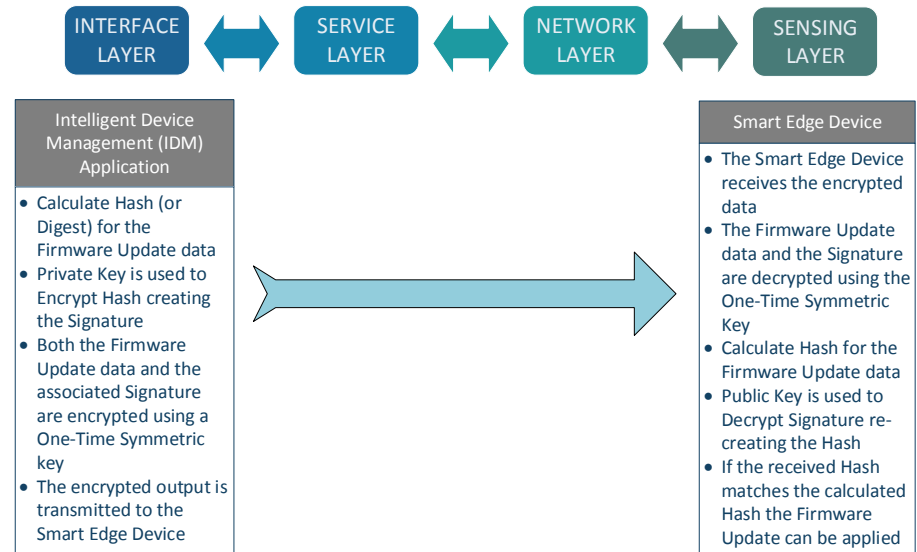 INTERFACE
LAYER
SERVICE
LAYER
NETWORK
LAYER
SENSING
LAYER
Intelligent Device
Management (IDM)
Application
• Calculate Hash (or
Digest) for the
Firmware Update data
• Private Key is used to
Encrypt Hash creating
the Signature
• Both the Firmware
Update data and the
associated Signature
are encrypted using a
One-Time Symmetric
key
• The encrypted output is
transmitted to the
Smart Edge Device
Smart Edge Device
• The Smart Edge Device
receives the encrypted
data
• The Firmware Update
data and the Signature
are decrypted using the
One-Time Symmetric
Key
• Calculate Hash for the
Firmware Update data
• Public Key is used to
Decrypt Signature re-
creating the Hash
• If the received Hash
matches the calculated
Hash the Firmware
Update can be applied